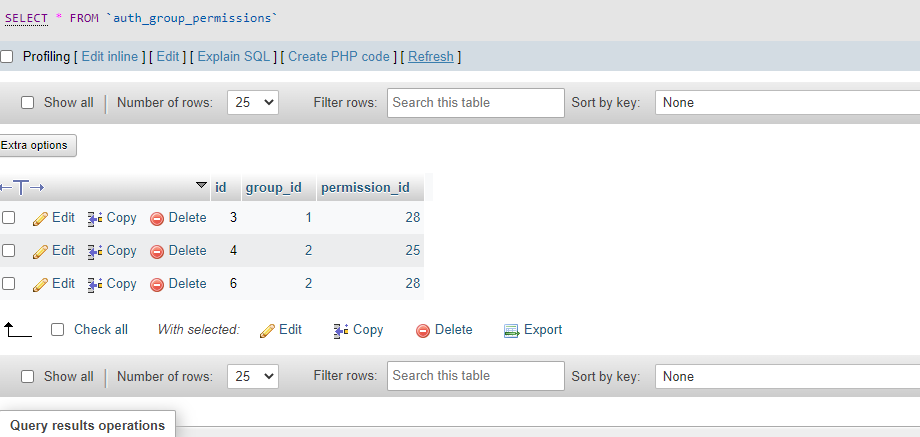 SELECT * FROM `auth_group_permissions`
Profiling [ Edit inline ] [ Edit ] [ Explain SQL ] [ Create PHP code ] [ Refresh ]
Show all Number of rows: 25 Filter rows: Search this table Sort by key: None
Extra options
id group_id permission_id
Edit Copy Delete 3 1 28
Edit Copy Delete 4 2 25
Edit Copy Delete 6 2 28
Check all With selected: Edit Copy Delete Export
Show all Number of rows: 25 Filter rows: Search this table Sort by key: None
Query results operations